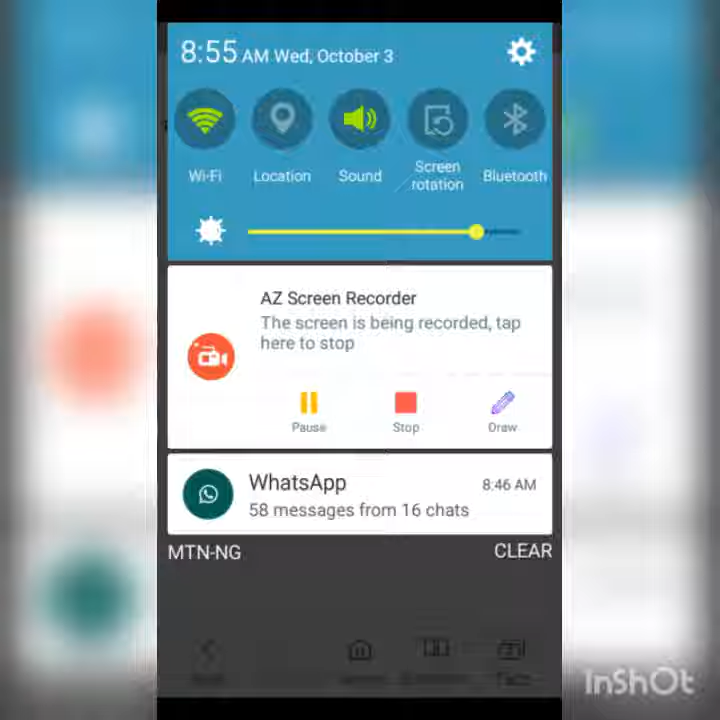 8:55 AM Wed, October 3
Wi-Fi
Location
Sound
Screen
rotation
Bluetooth
AZ Screen Recorder
The screen is being recorded, tap
here to stop
Pause
Stop
Draw
WhatsApp
8:46 AM
58 messages from 16 chats
MTN-NG
CLEAR
InShOt